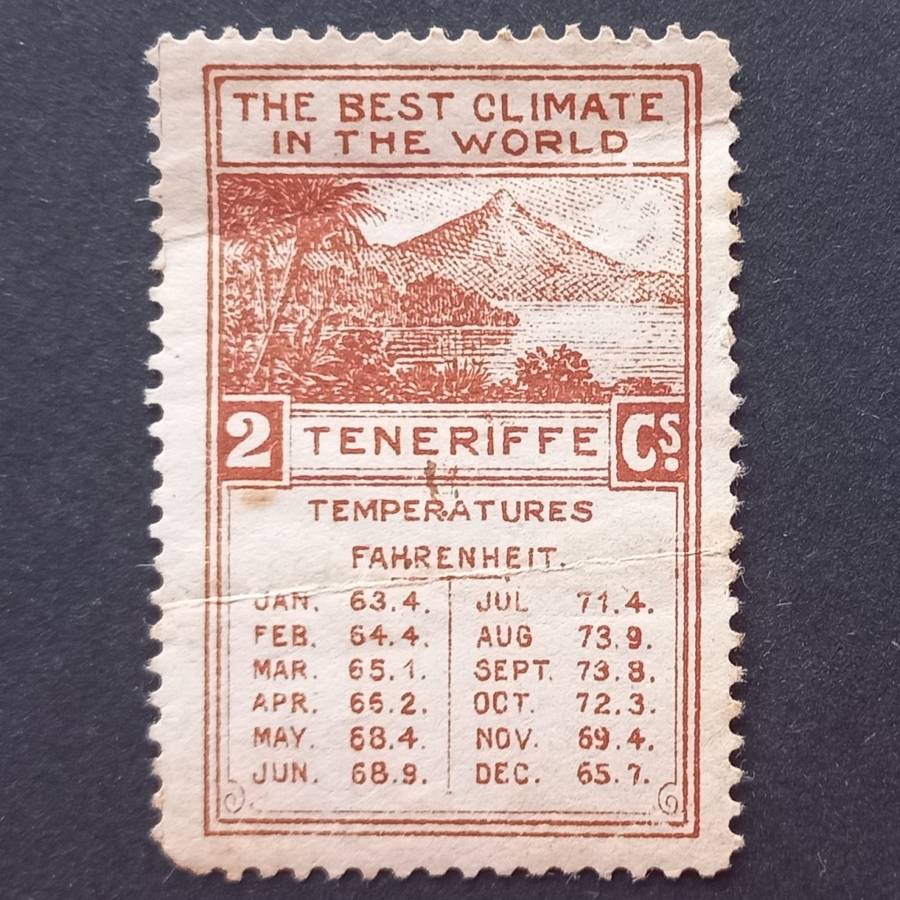 THE BEST CLIMATE
IN THE WORLD
2 TENERIFFE Cs.
TEMPERATURES
FAHRENHEIT.
JAN. 63.4. JUL 71.4.
FEB. 64.4. AUG 73.9.
MAR 65.1. SEPT. 73.8.
APR. 66.2. OCT. 72.3.
MAY. 68.4. NOV. 69.4.
JUN. 68.9. DEC. 65.7.